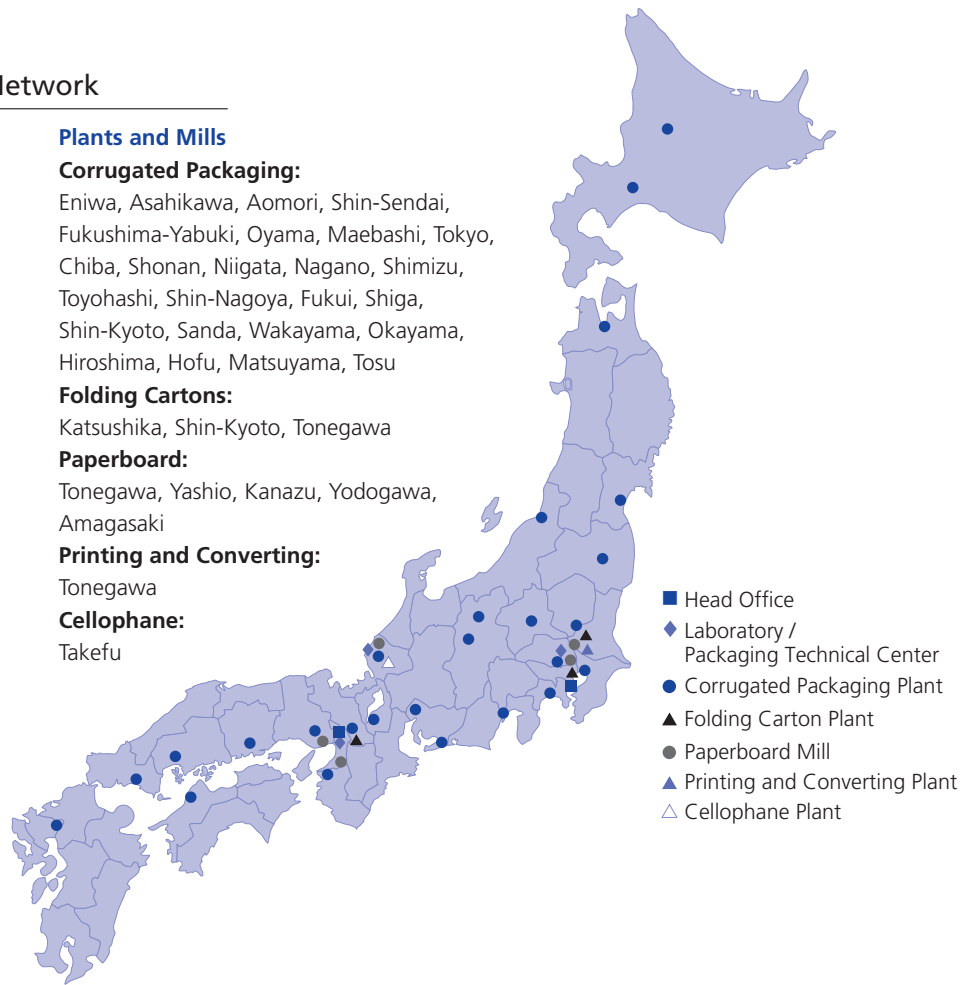 etwork
Plants and Mills
Corrugated Packaging:
Eniwa, Asahikawa, Aomori, Shin-Sendai,
Fukushima-Yabuki, Oyama, Maebashi, Tokyo,
Chiba, Shonan, Niigata, Nagano, Shimizu,
Toyohashi, Shin-Nagoya, Fukui, Shiga,
Shin-Kyoto, Sanda, Wakayama, Okayama,
Hiroshima, Hofu, Matsuyama, Tosu
Folding Cartons:
Katsushika, Shin-Kyoto, Tonegawa
Paperboard:
Tonegawa, Yashio, Kanazu, Yodogawa,
Amagasaki
Printing and Converting:
Tonegawa
Cellophane:
Takefu
Head Office
Laboratory /
Packaging Technical Center
Corrugated Packaging Plant
Folding Carton Plant
Paperboard Mill
Printing and Converting Plant
Cellophane Plant